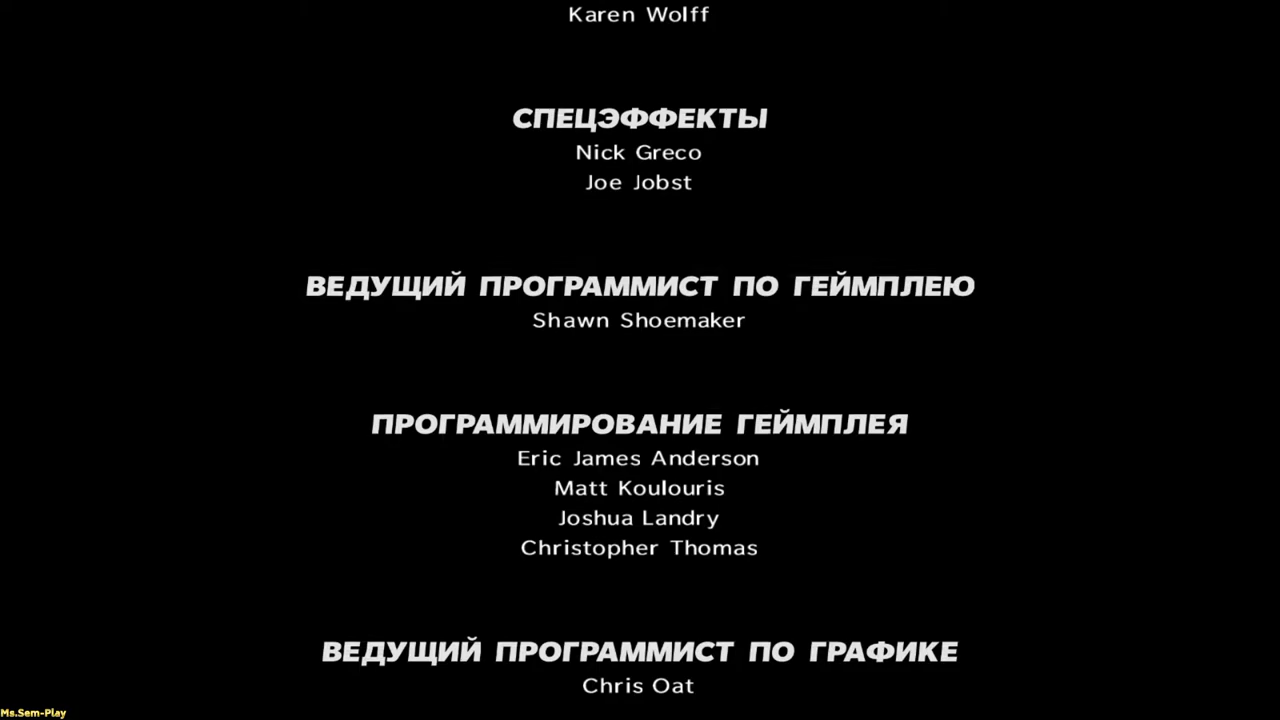 Karen Wolff
СПЕЦЭФФЕКТЫ
Nick Greco
Joe Jobst
ВЕДУЩИЙ ПРОГРАММИСТ ПО ГЕЙМПЛЕЮ
Shawn Shoemaker
ПРОГРАММИРОВАНИЕ ГЕЙМПЛЕЯ
Eric James Anderson
Matt Koulouris
Joshua Landry
Christopher Thomas
ВЕДУЩИЙ ПРОГРАММИСТ ПО ГРАФИКЕ
Chris Oat
Ms.Sem-Play